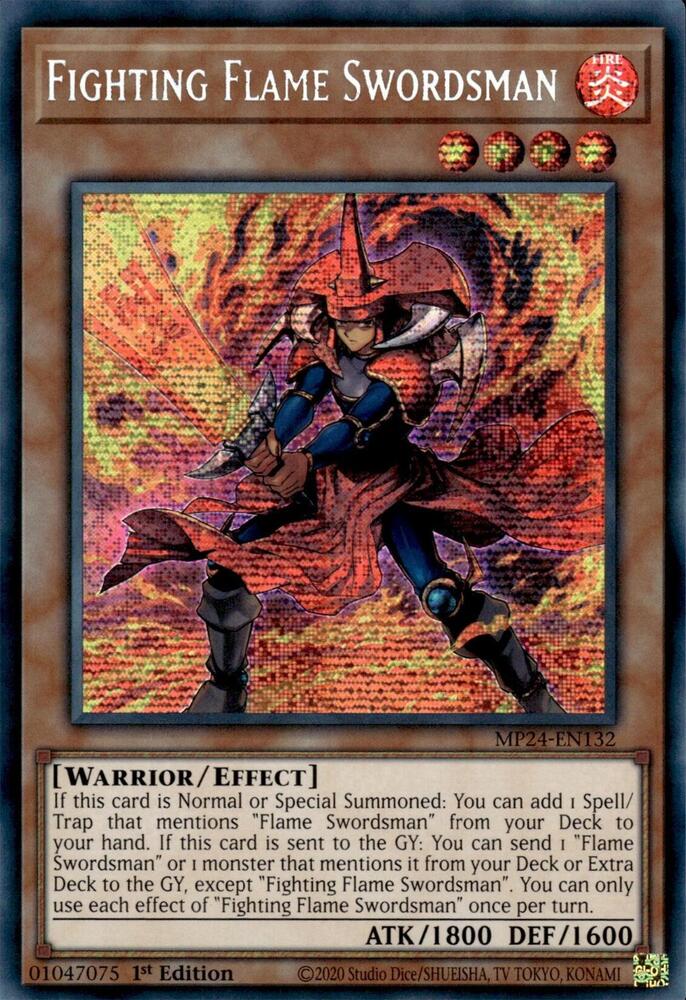 FIGHTING FLAME SWORDSMAN
FIRE
炎
MP24-EN132
[WARRIOR/EFFECT]
If this card is Normal or Special Summoned: You can add 1 Spell/
Trap that mentions "Flame Swordsman" from your Deck to
your hand. If this card is sent to the GY: You can send 1 "Flame
Swordsman" or 1 monster that mentions it from your Deck or Extra
Deck to the GY, except "Fighting Flame Swordsman". You can only
use each effect of "Fighting Flame Swordsman" once per turn.
ATK/1800 DEF/1600
01047075 1st Edition ©2020 Studio Dice/SHUEISHA, TV TOKYO, KONAMI